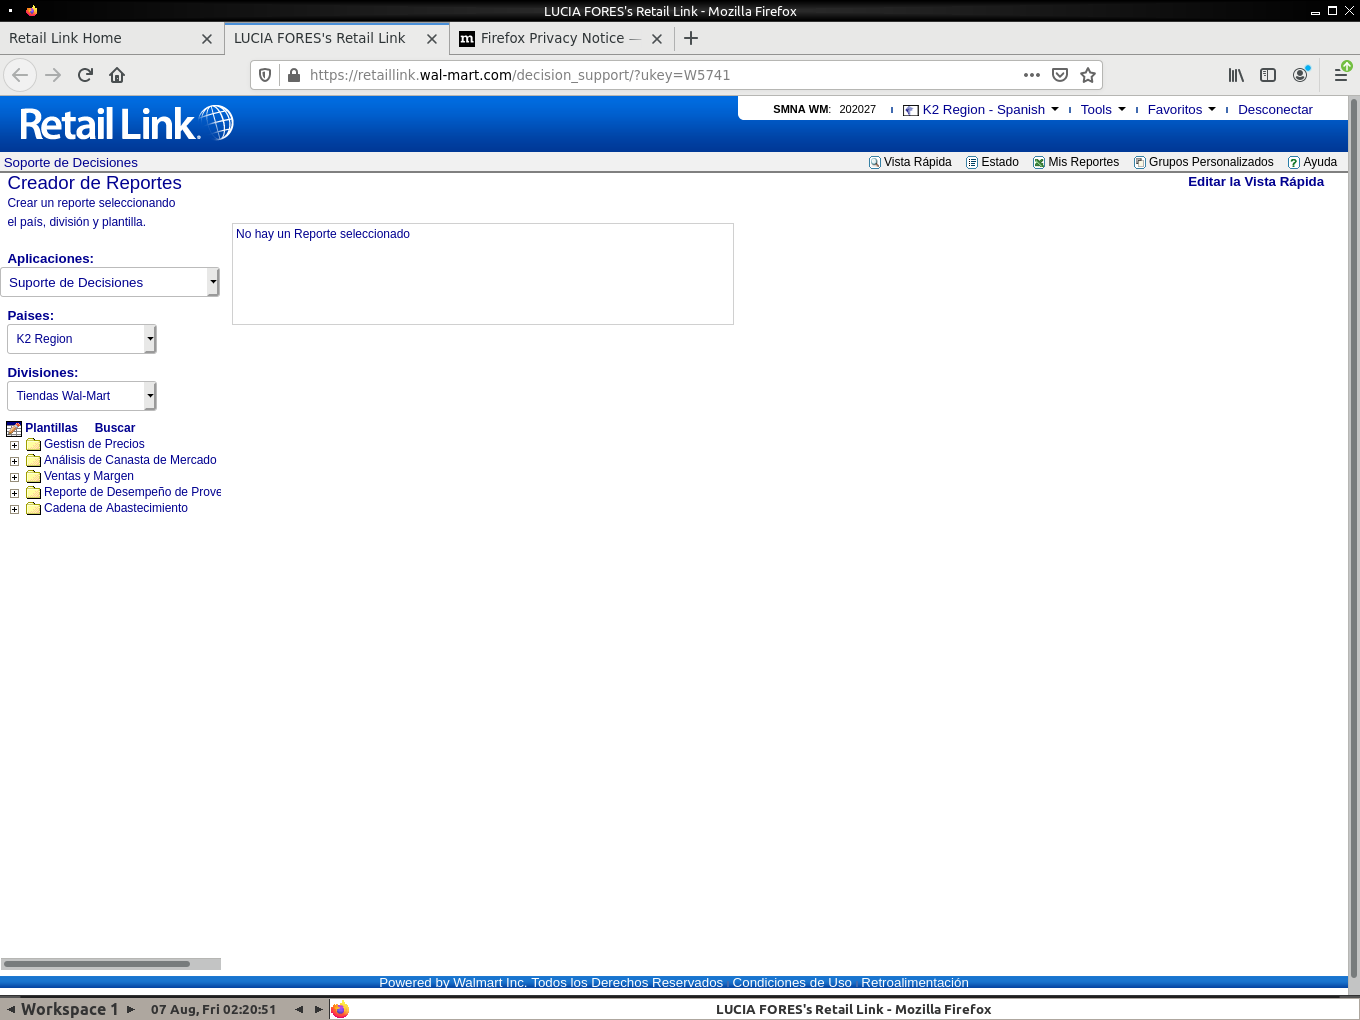 LUCIA FORES's Retail Link - Mozilla Firefox
Retail Link Home
LUCIA FORES's Retail Link
m Firefox Privacy Notice —
https://retaillink.wal-mart.com/decision_support/?ukey=W5741
Retail Link.
SMNA WM: 202027
K2 Region - Spanish
Tools
Favoritos
Desconectar
Soporte de Decisiones
Vista Rápida
Estado
Mis Reportes
Grupos Personalizados
Ayuda
Creador de Reportes
Editar la Vista Rápida
Crear un reporte seleccionando
el país, división y plantilla.
No hay un Reporte seleccionado
Aplicaciones:
Suporte de Decisiones
Paises:
K2 Region
Divisiones:
Tiendas Wal-Mart
Plantillas Buscar
Gestisn de Precios
Análisis de Canasta de Mercado
Ventas y Margen
Reporte de Desempeño de Prove
Cadena de Abastecimiento
Powered by Walmart Inc. Todos los Derechos Reservados
Condiciones de Uso
Retroalimentación
Workspace 1
07 Aug, Fri 02:20:51
LUCIA FORES's Retail Link - Mozilla Firefox